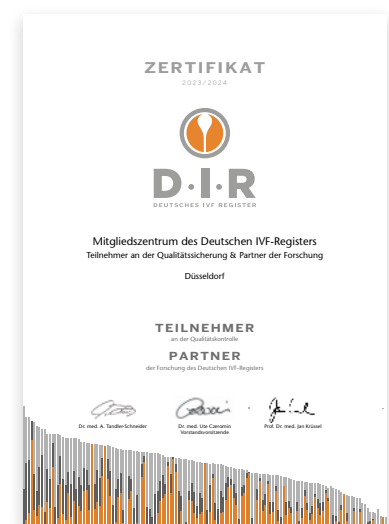 ZERTIFIKAT
2023/2024
D·I·R
DEUTSCHES IVF REGISTER
Mitgliedszentrum des Deutschen IVF-Registers
Teilnehmer an der Qualitätssicherung & Partner der Forschung
Düsseldorf
TEILNEHMER
an der Qualitätskontrolle
PARTNER
der Forschung des Deutschen IVF-Registers
Dr. med. A. Tandler-Schneider
Dr. med. Ute Czeromin
Vorstandsvorsitzende
Prof. Dr. med. Jan Krüssel